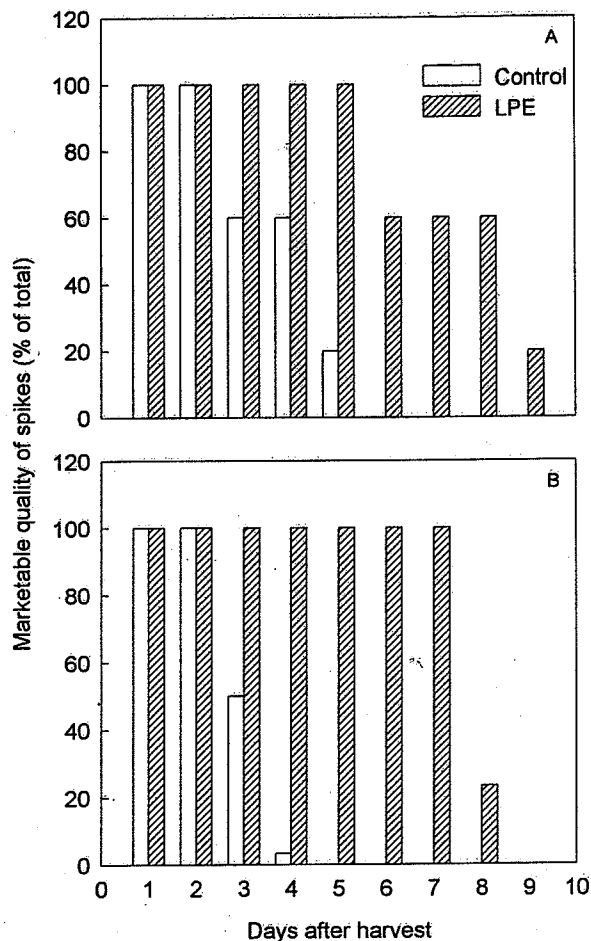 120
100
80
60
40
20
0
A
Control
LPE
120
100
80
60
40
20
0
B
0 1 2 3 4 5 6 7 8 9 10
Days after harvest
Marketable quality of spikes (% of total)